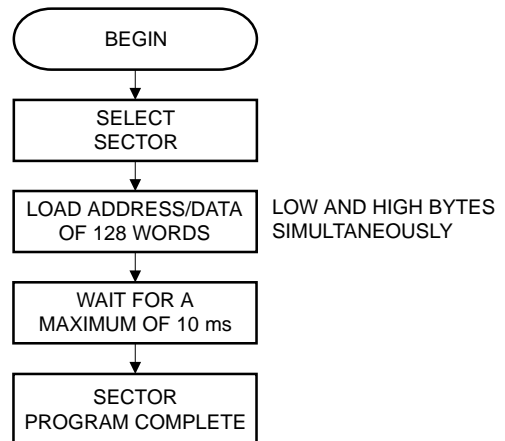 BEGIN
SELECT
SECTOR
LOAD ADDRESS/DATA
OF 128 WORDS
LOW AND HIGH BYTES
SIMULTANEOUSLY
WAIT FOR A
MAXIMUM OF 10 ms
SECTOR
PROGRAM COMPLETE